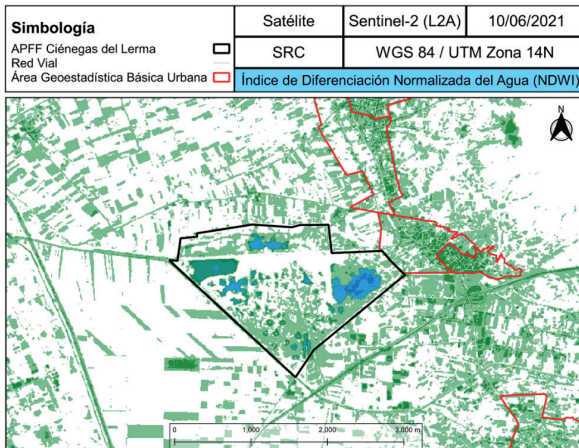 Simbología
APFF Ciénegas del Lerma
Red Vial
Área Geoestadística Básica Urbana
Satélite Sentinel-2 (L2A) 10/06/2021
SRC WGS 84 / UTM Zona 14N
Índice de Diferenciación Normalizada del Agua (NDWI)
N
0 1,000 2,000 3,000 m